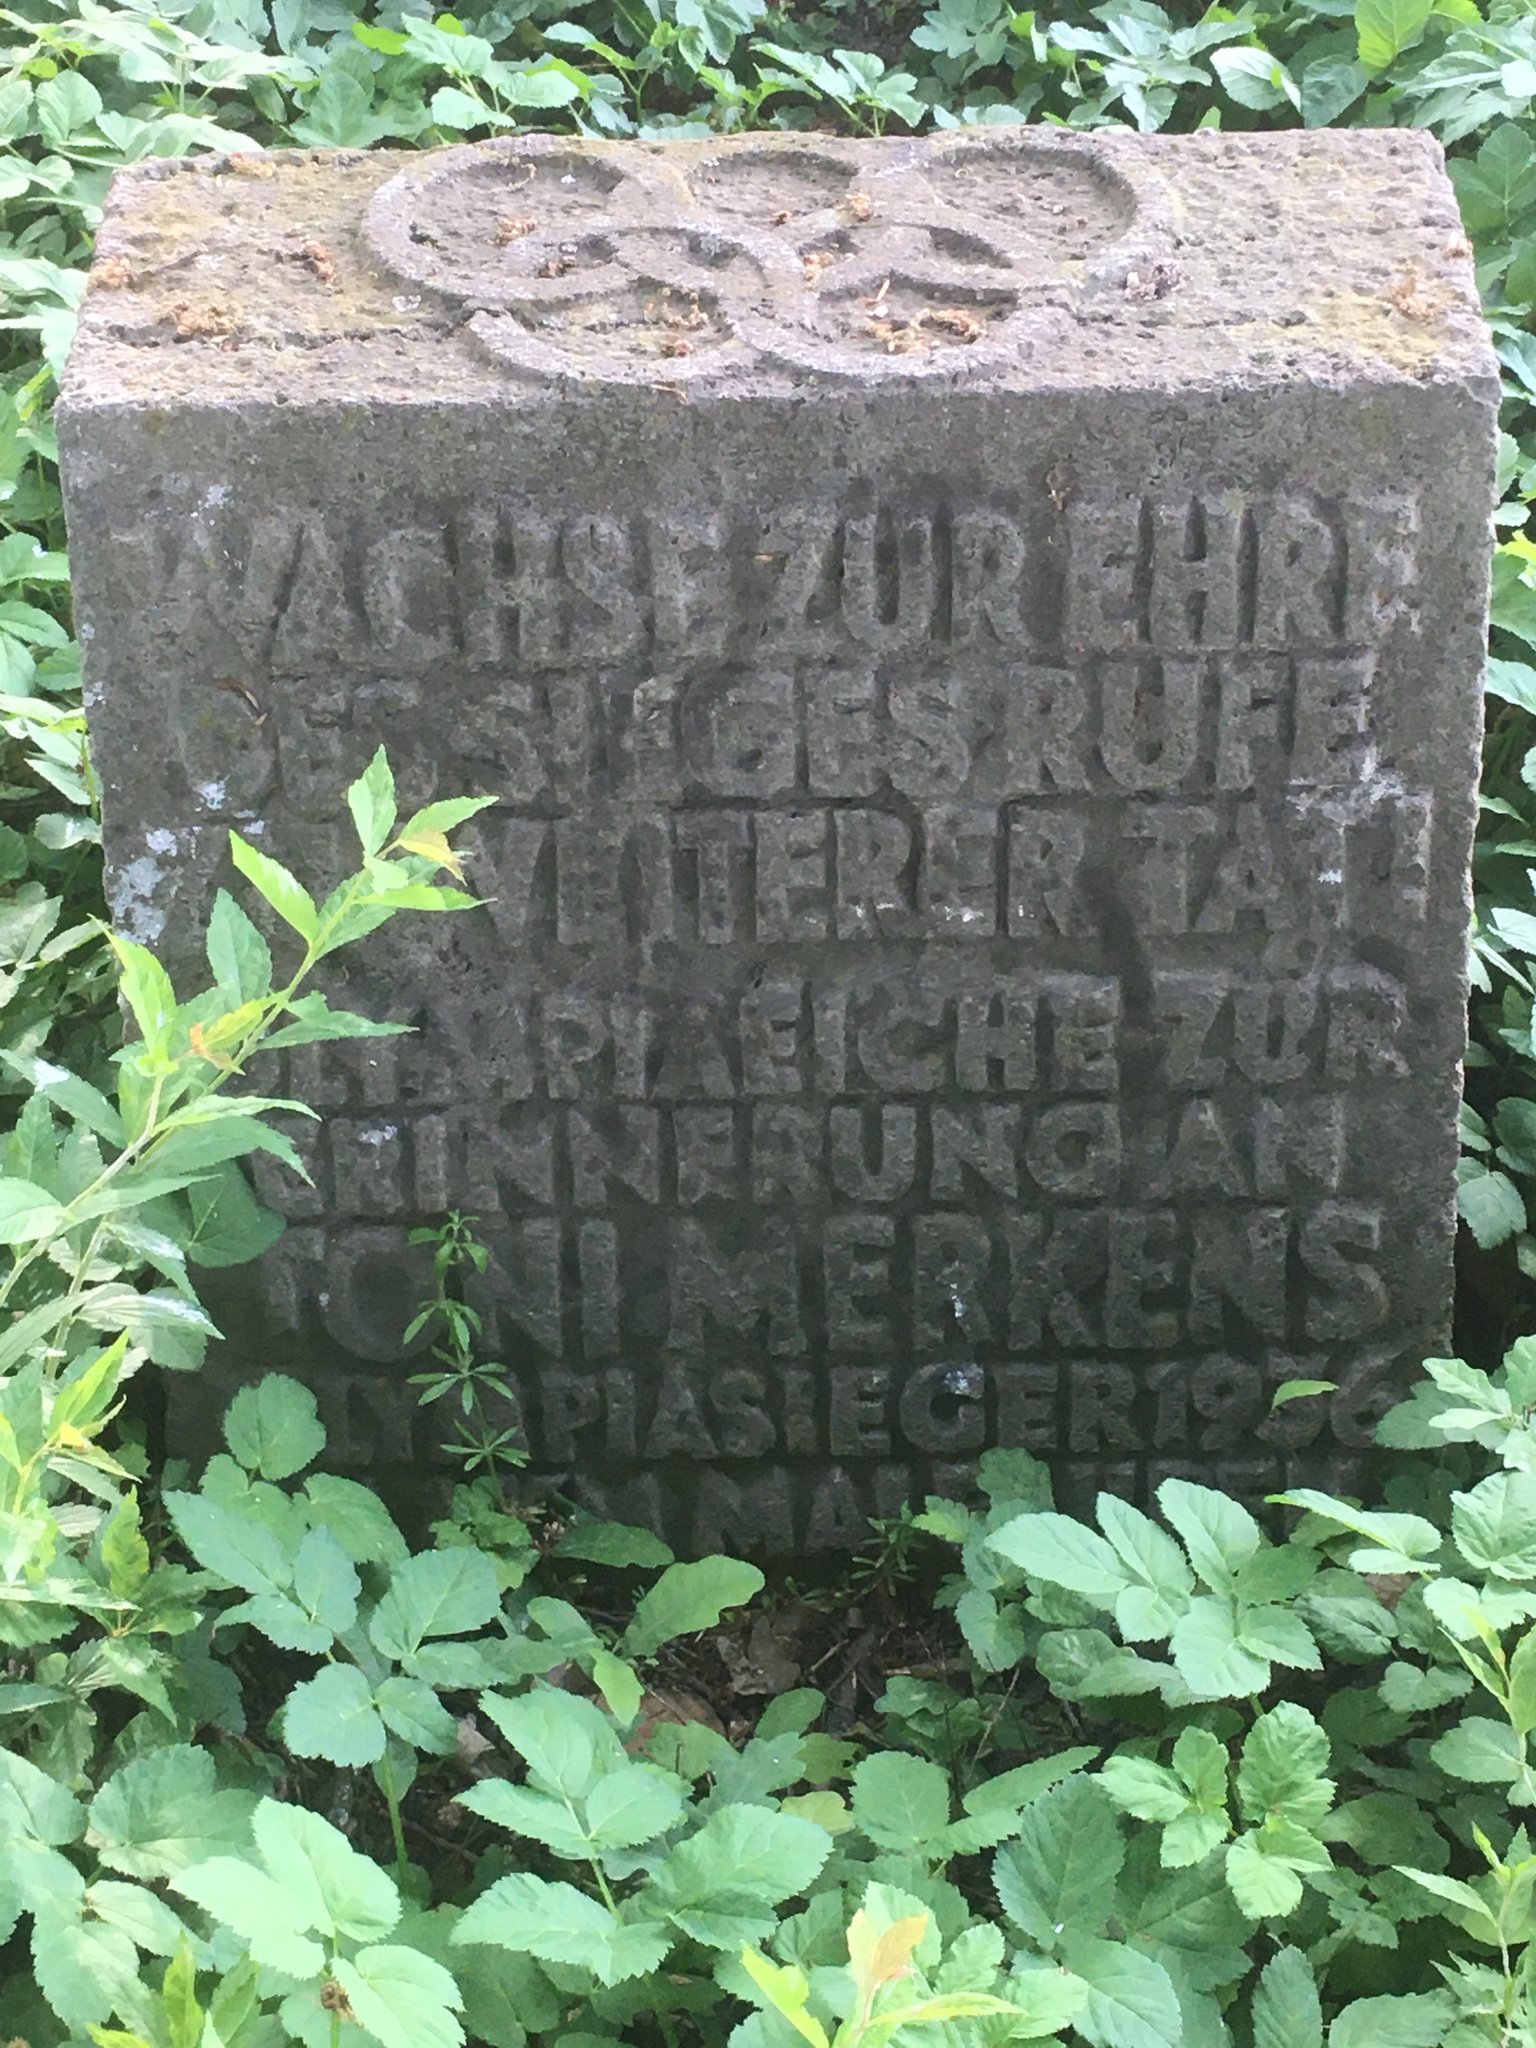 WACHSE ZUR EHRE
DES SIEGES RUFE
ZU WEITERER TAT!
OLYMPIAEICHE ZUR
ERINNERUNG AN
TONI MERKENS
OLYMPIASIEGER 1936